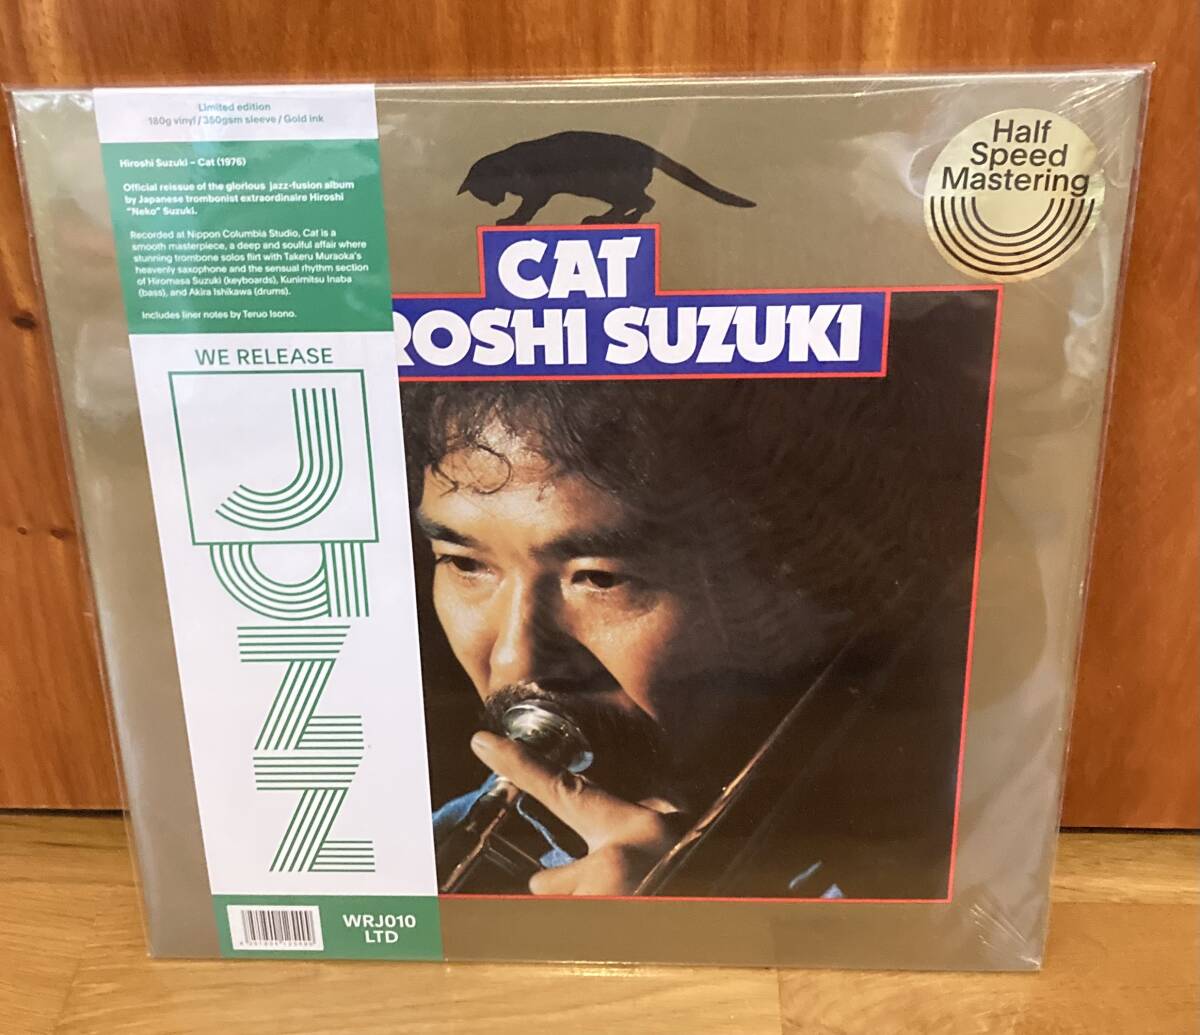 Limited edition
180g vinyl / 350gsm sleeve / Gold ink
Hiroshi Suzuki – Cat (1976)
Official reissue of the glorious jazz-fusion album
by Japanese trombonist extraordinaire Hiroshi
"Neko" Suzuki.
Recorded at Nippon Columbia Studio, Cat is a
smooth masterpiece, a deep and soulful affair where
stunning trombone solos flirt with Takeru Muraoka's
heavenly saxophone and the sensual rhythm section
of Hiromasa Suzuki (keyboards), Kunimitsu Inaba
(bass), and Akira Ishikawa (drums).
Includes liner notes by Teruo Isono.
WE RELEASE
JAZZ
WRJ010
LTD
CAT
ROSHI SUZUKI
Half
Speed
Mastering